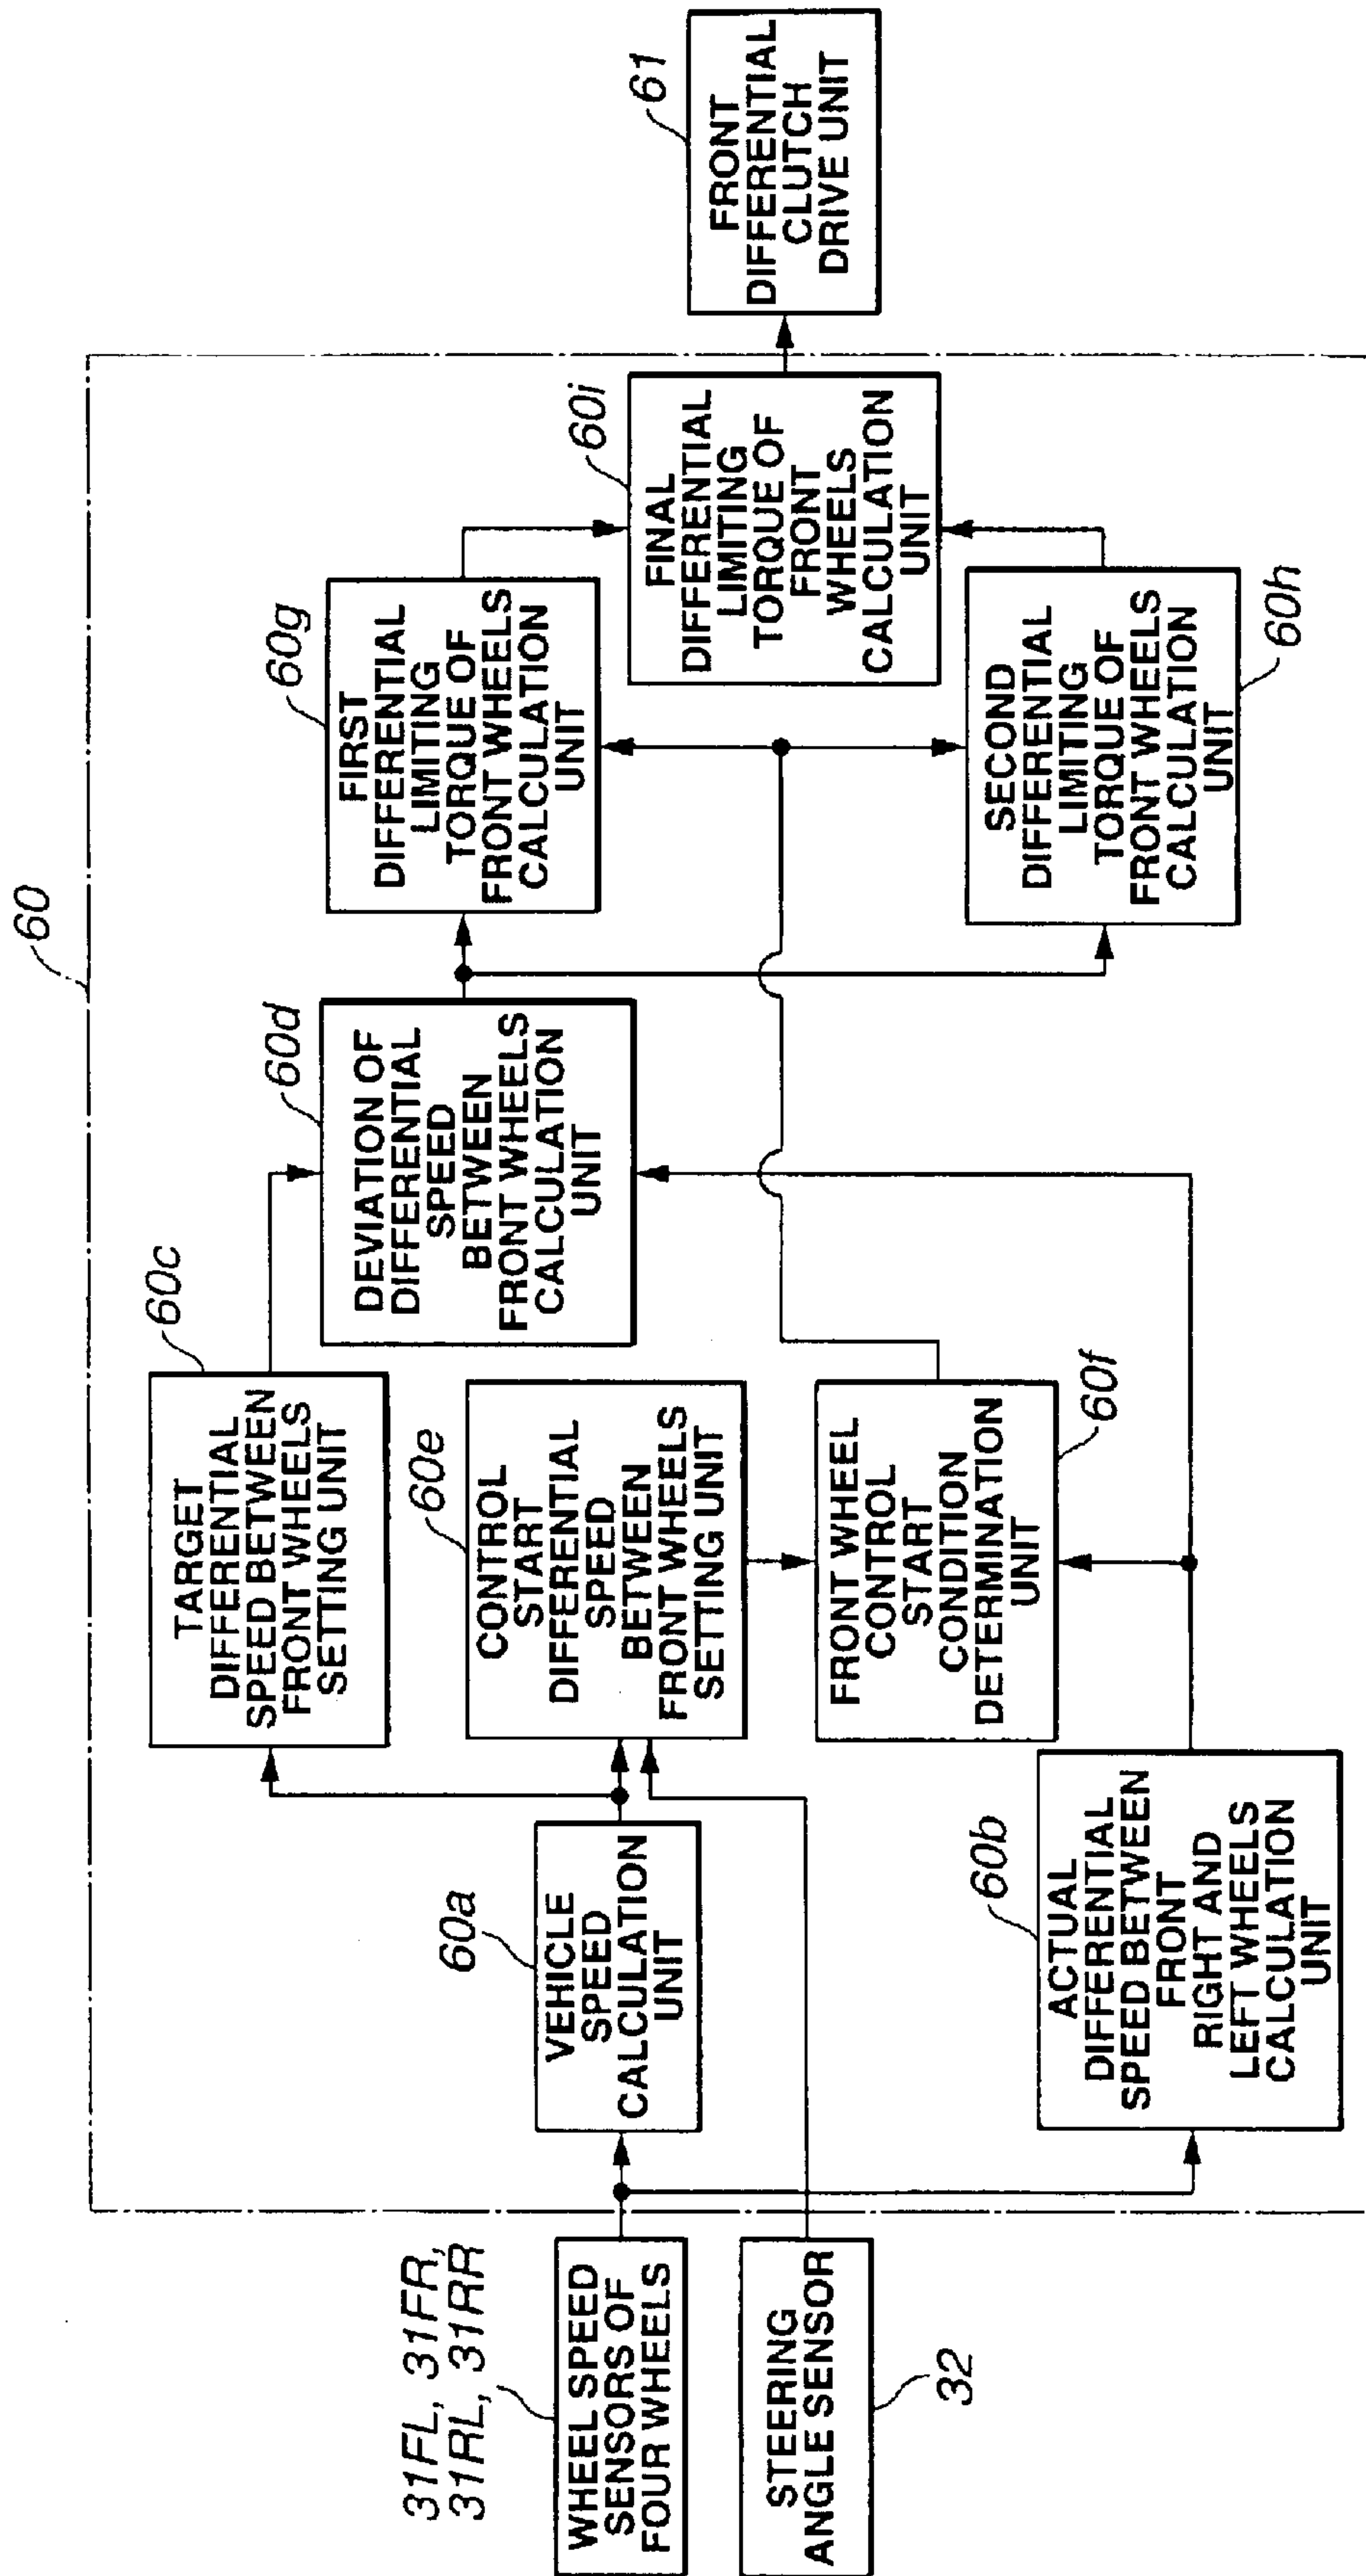 60
31FL, 31FR,
31RL, 31RR
WHEEL SPEED
SENSORS OF
FOUR WHEELS
STEERING
ANGLE SENSOR
32
60a
VEHICLE
SPEED
CALCULATION
UNIT
60b
ACTUAL
DIFFERENTIAL
SPEED BETWEEN
FRONT
RIGHT AND
LEFT WHEELS
CALCULATION
UNIT
60c
TARGET
DIFFERENTIAL
SPEED BETWEEN
FRONT WHEELS
SETTING UNIT
60e
CONTROL
START
DIFFERENTIAL
SPEED
BETWEEN
FRONT WHEELS
SETTING UNIT
FRONT WHEEL
CONTROL
START
CONDITION
DETERMINATION
UNIT
60f
60d
DEVIATION OF
DIFFERENTIAL
SPEED
BETWEEN
FRONT WHEELS
CALCULATION
UNIT
60g
FIRST
DIFFERENTIAL
LIMITING
TORQUE OF
FRONT WHEELS
CALCULATION
UNIT
SECOND
DIFFERENTIAL
LIMITING
TORQUE OF
FRONT WHEELS
CALCULATION
UNIT
60h
60i
FINAL
DIFFERENTIAL
LIMITING
TORQUE OF
FRONT
WHEELS
CALCULATION
UNIT
61
FRONT
DIFFERENTIAL
CLUTCH
DRIVE UNIT